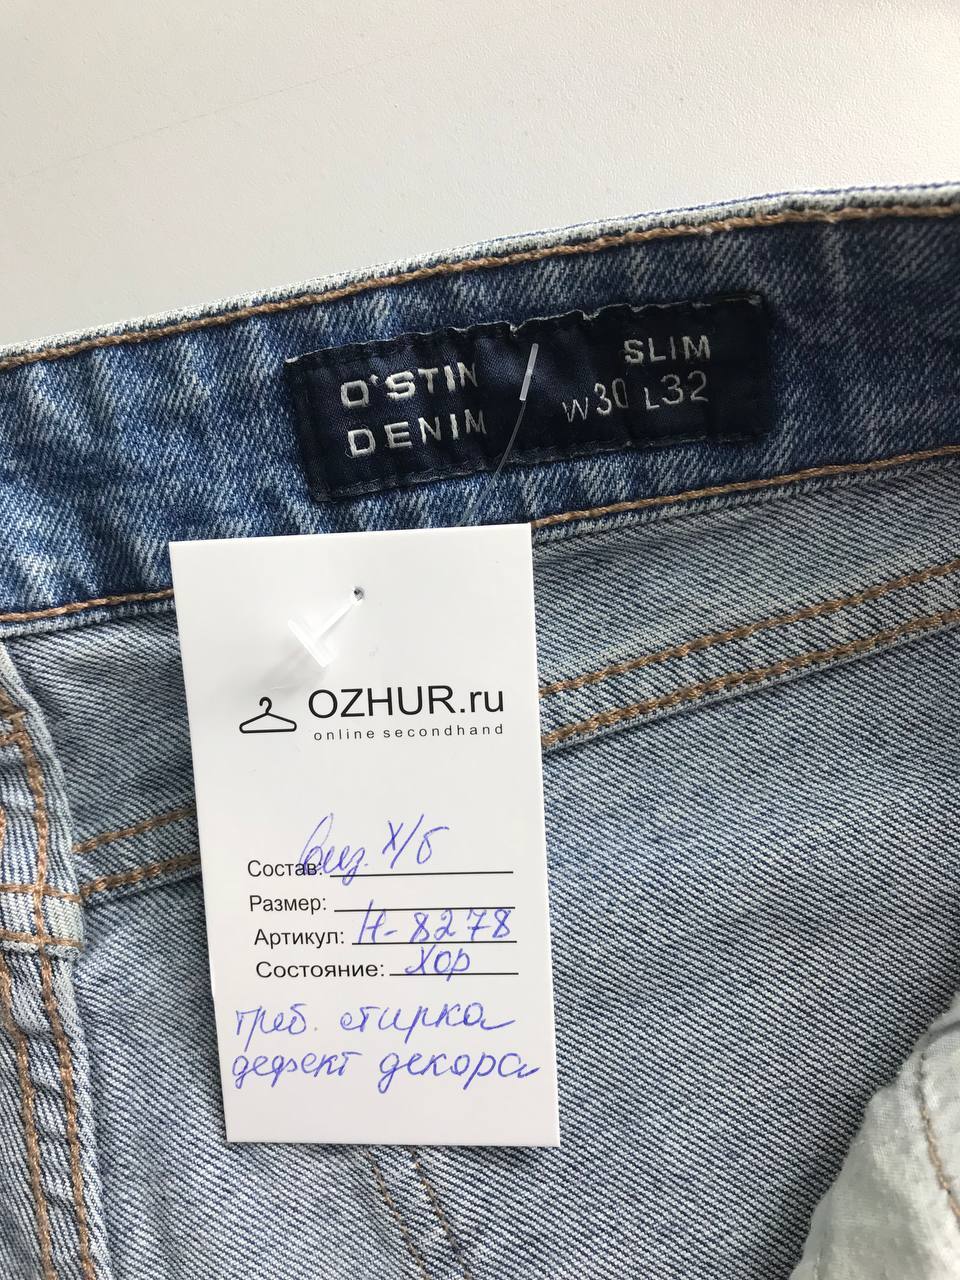 O'STIN
DENIM
SLIM
W30 L32
OZHUR.ru
online secondhand
Состав: виз. х/б
Размер:
Артикул: Н-8278
Состояние: Хор
треб. стирка
дефект декора